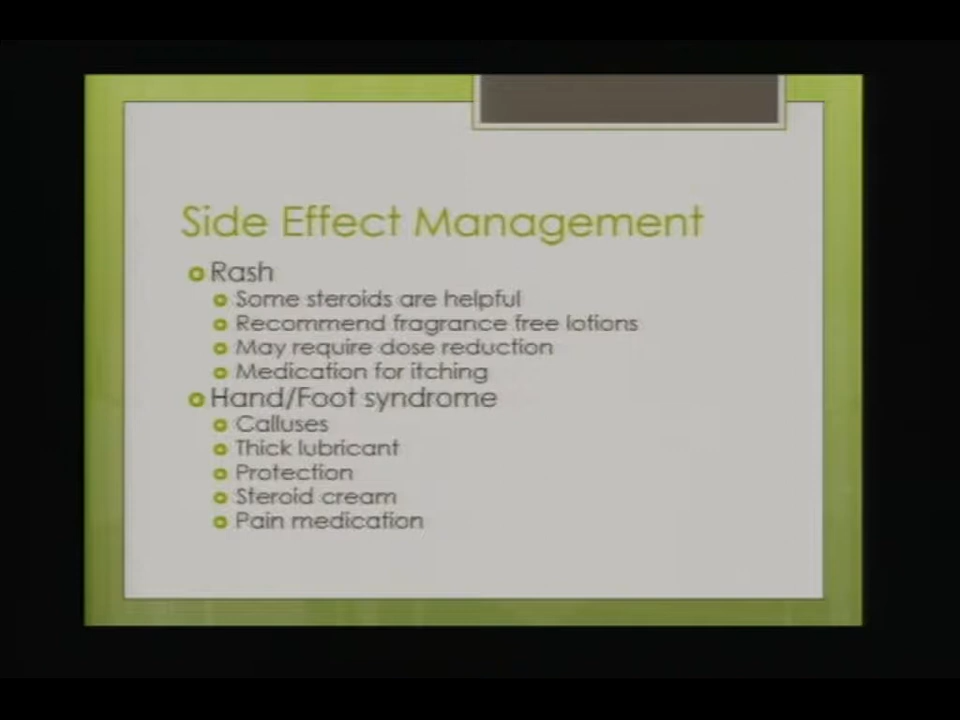 Side Effect Management
Rash
Some steroids are helpful
Recommend fragrance free lotions
May require dose reduction
Medication for itching
Hand/Foot syndrome
Calluses
Thick lubricant
Protection
Steroid cream
Pain medication